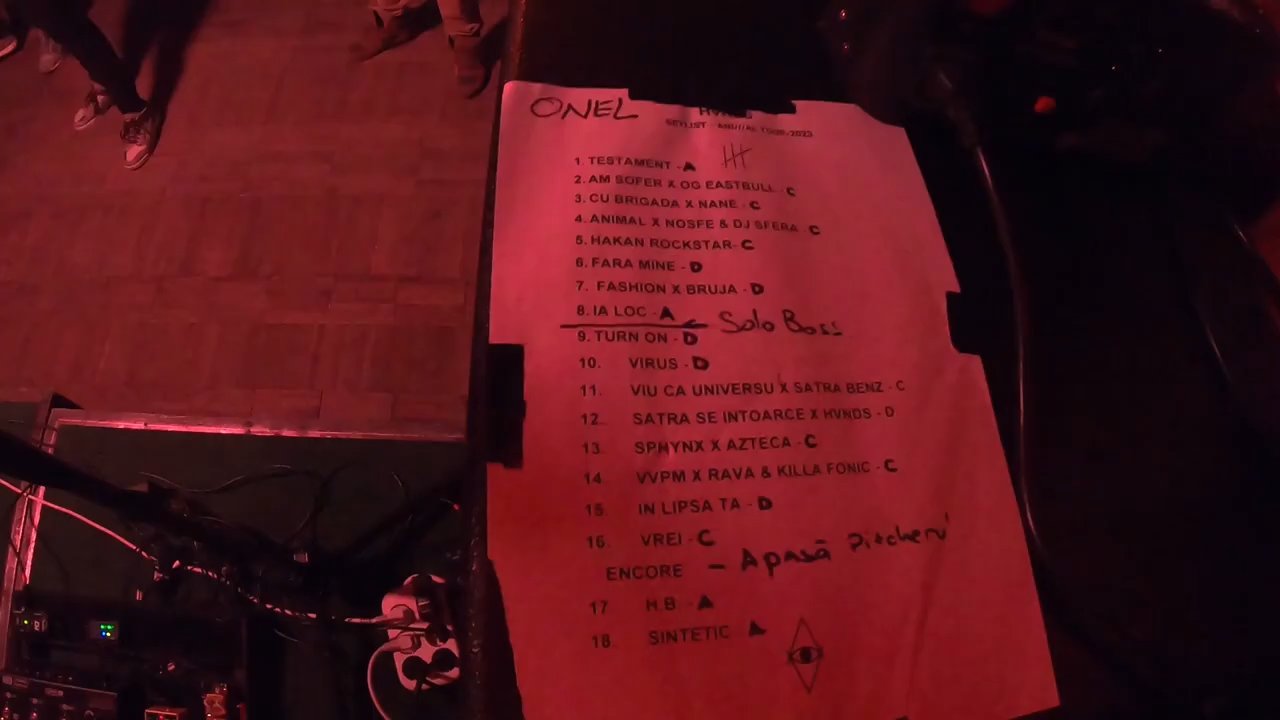 ONEL
SETLIST - 2023
1. TESTAMENT - A
2. AM SOFER X OG EASTBULL - C
3. CU BRIGADA X NANE - C
4. ANIMAL X NOSFE & DJ SFERA - C
5. HAKAN ROCKSTAR - C
6. FARA MINE - D
7. FASHION X BRUJA - D
8. IA LOC - A Solo Boss
9. TURN ON - D
10. VIRUS - D
11. VIU CA UNIVERSU X SATRA BENZ - C
12. SATRA SE INTOARCE X HVNDS - D
13. SPHYNX X AZTECA - C
14 VVPM X RAVA & KILLA FONIC - C
15. IN LIPSA TA - D
16. VREI - C
ENCORE - Apasă Pitcheru'
17 H.B - A
18. SINTETIC A